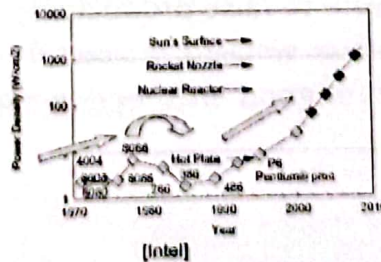 Power Density (W/cm2)
10000
1000
100
10
1
Sun's Surface
Rocket Nozzle
Nuclear Reactor
Hot Plate
4004
8008
8080
8086
8085
286
386
486
P6
Pentium® proc
1970
1980
1990
2000
2010
Year
[Intel]